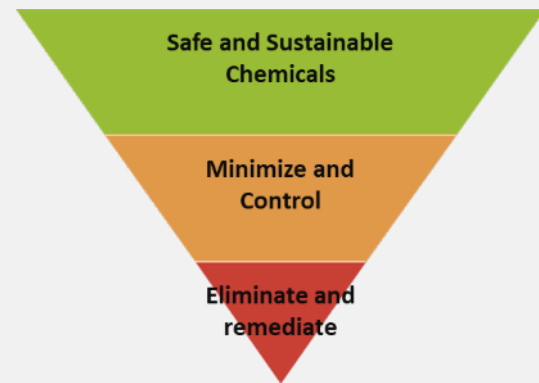 Safe and Sustainable
Chemicals
Minimize and
Control
Eliminate and
remediate